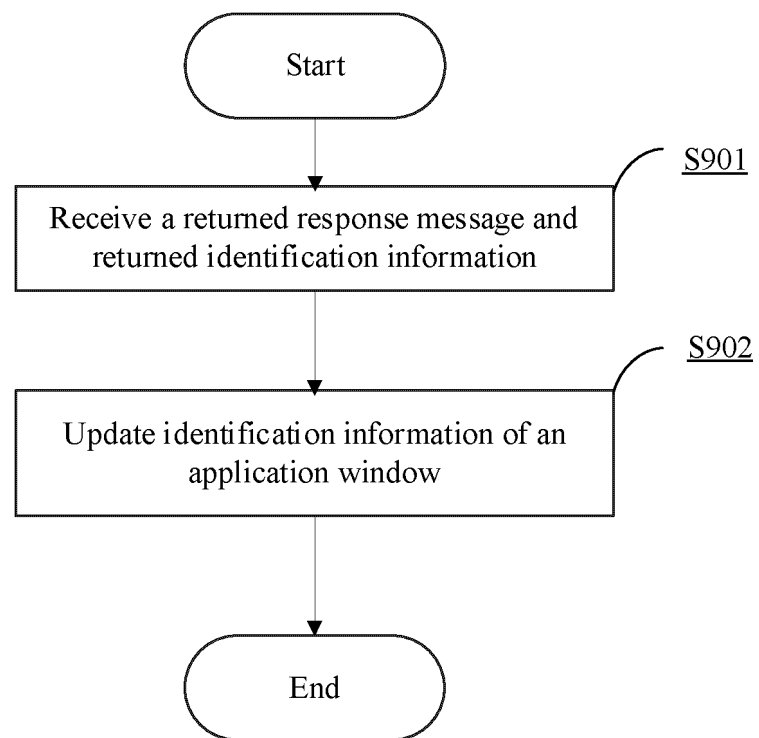 Start
S901
Receive a returned response message and
returned identification information
S902
Update identification information of an
application window
End